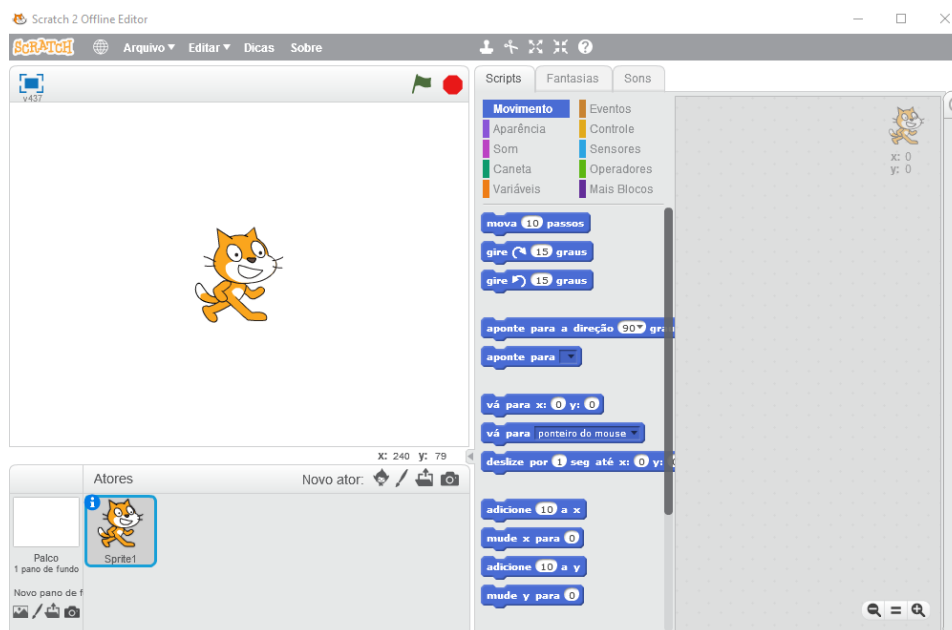 Scratch 2 Offline Editor
SCRATCH Arquivo Editar Dicas Sobre
v437
Scripts Fantasias Sons
Movimento Eventos
Aparência Controle
Som Sensores
Caneta Operadores
Variáveis Mais Blocos
x: 0
y: 0
mova 10 passos
gire 15 graus
gire 15 graus
aponte para a direção 90
aponte para
vá para x: 0 y: 0
vá para ponteiro do mouse
deslize por 1 seg até x: 0 y:
adicione 10 a x
mude x para 0
adicione 10 a y
mude y para 0
x: 240 y: 79
Atores Novo ator:
Sprite1
Palco
1 pano de fundo
Novo pano de f